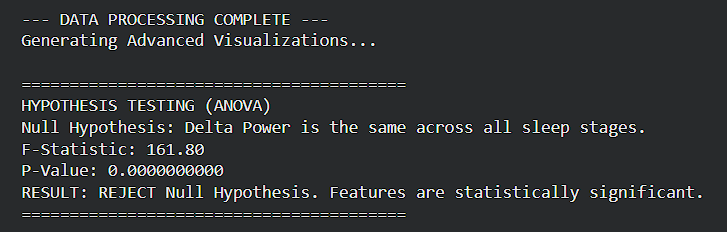 --- DATA PROCESSING COMPLETE ---
Generating Advanced Visualizations...
========================================
HYPOTHESIS TESTING (ANOVA)
Null Hypothesis: Delta Power is the same across all sleep stages.
F-Statistic: 161.80
P-Value: 0.0000000000
RESULT: REJECT Null Hypothesis. Features are statistically significant.
========================================